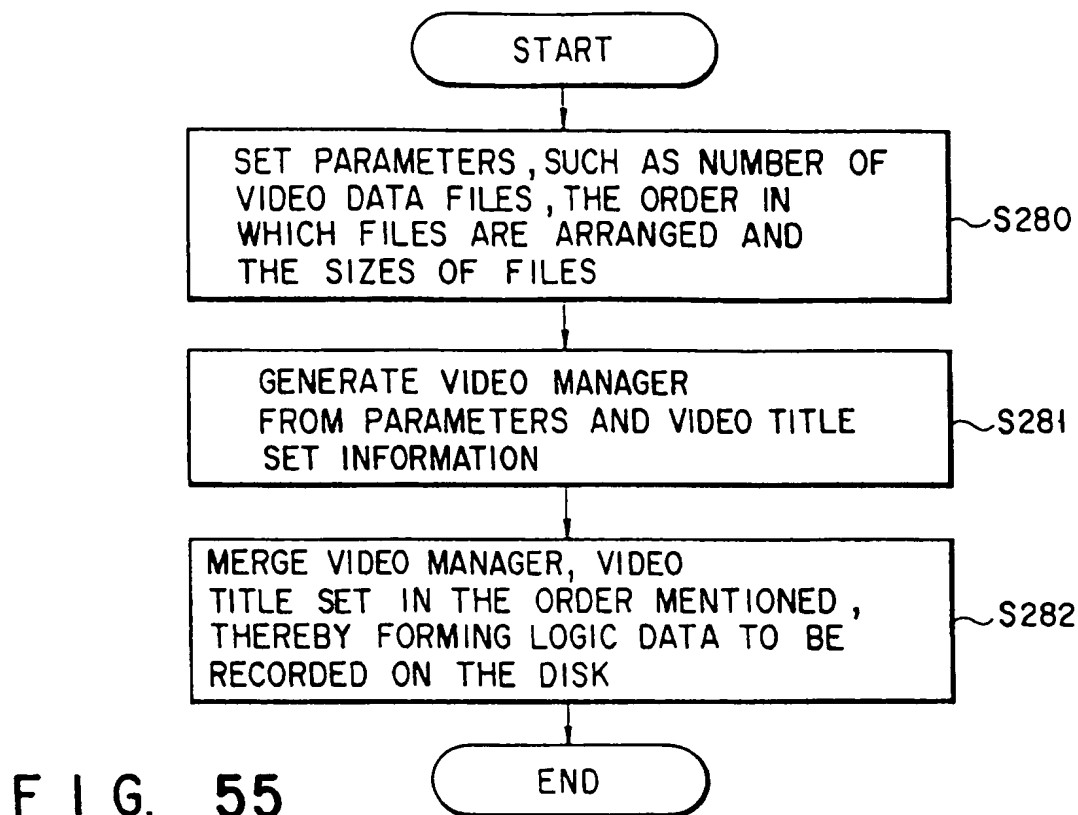 START
SET PARAMETERS, SUCH AS NUMBER OF
VIDEO DATA FILES, THE ORDER IN
WHICH FILES ARE ARRANGED AND
THE SIZES OF FILES
S280
GENERATE VIDEO MANAGER
FROM PARAMETERS AND VIDEO TITLE
SET INFORMATION
S281
MERGE VIDEO MANAGER, VIDEO
TITLE SET IN THE ORDER MENTIONED,
THEREBY FORMING LOGIC DATA TO BE
RECORDED ON THE DISK
S282
END
FIG. 55